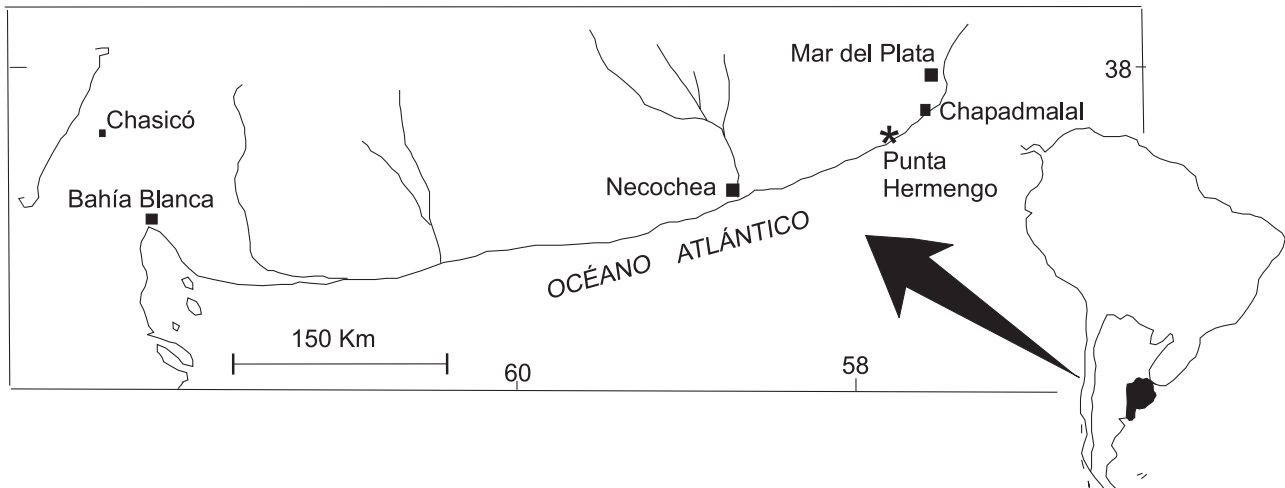 Mar del Plata
38
Chasicó
Chapadmalal
Punta
Hermengo
Necochea
Bahía Blanca
OCÉANO ATLÁNTICO
150 Km
60
58